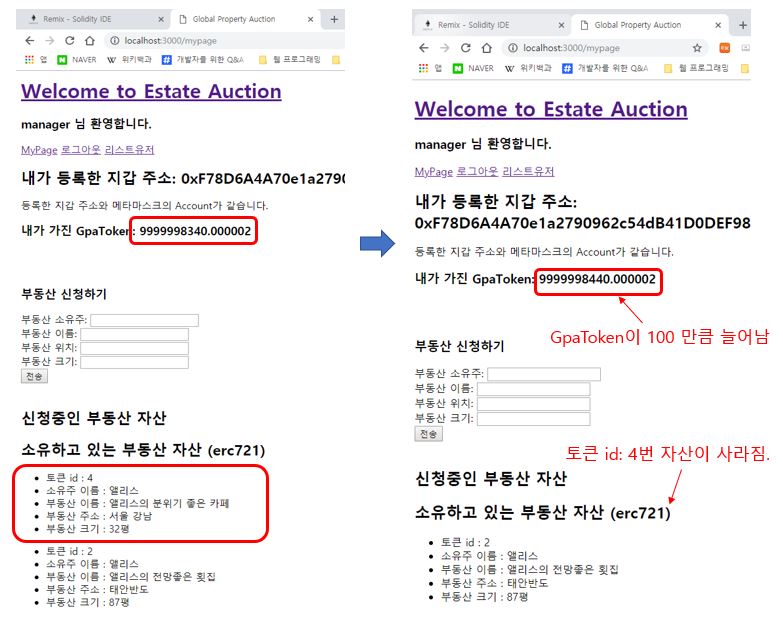 Remix - Solidity IDE
Global Property Auction
localhost:3000/mypage
앱 NAVER 위키백과 개발자를 위한 Q&A 웹 프로그래밍
Welcome to Estate Auction
manager 님 환영합니다.
MyPage 로그아웃 리스트유저
내가 등록한 지갑 주소: 0xF78D6A4A70e1a2790
등록한 지갑 주소와 메타마스크의 Account가 같습니다.
내가 가진 GpaToken: 9999998340.000002
부동산 신청하기
부동산 소유주:
부동산 이름:
부동산 위치:
부동산 크기:
전송
신청중인 부동산 자산
소유하고 있는 부동산 자산 (erc721)
토큰 id : 4
소유주 이름 : 앨리스
부동산 이름 : 앨리스의 분위기 좋은 카페
부동산 주소 : 서울 강남
부동산 크기 : 32평
토큰 id : 2
소유주 이름 : 앨리스
부동산 이름 : 앨리스의 전망좋은 횟집
부동산 주소 : 태안반도
부동산 크기 : 87평
Remix - Solidity IDE
Global Property Auction
localhost:3000/mypage
앱 NAVER 위키백과 개발자를 위한 Q&A 웹 프로그래밍
Welcome to Estate Auction
manager 님 환영합니다.
MyPage 로그아웃 리스트유저
내가 등록한 지갑 주소:
0xF78D6A4A70e1a2790962c54dB41D0DEF98
등록한 지갑 주소와 메타마스크의 Account가 같습니다.
내가 가진 GpaToken: 9999998440.000002
GpaToken이 100 만큼 늘어남
부동산 신청하기
부동산 소유주:
부동산 이름:
부동산 위치:
부동산 크기:
전송
토큰 id: 4번 자산이 사라짐.
신청중인 부동산 자산
소유하고 있는 부동산 자산 (erc721)
토큰 id : 2
소유주 이름 : 앨리스
부동산 이름 : 앨리스의 전망좋은 횟집
부동산 주소 : 태안반도
부동산 크기 : 87평